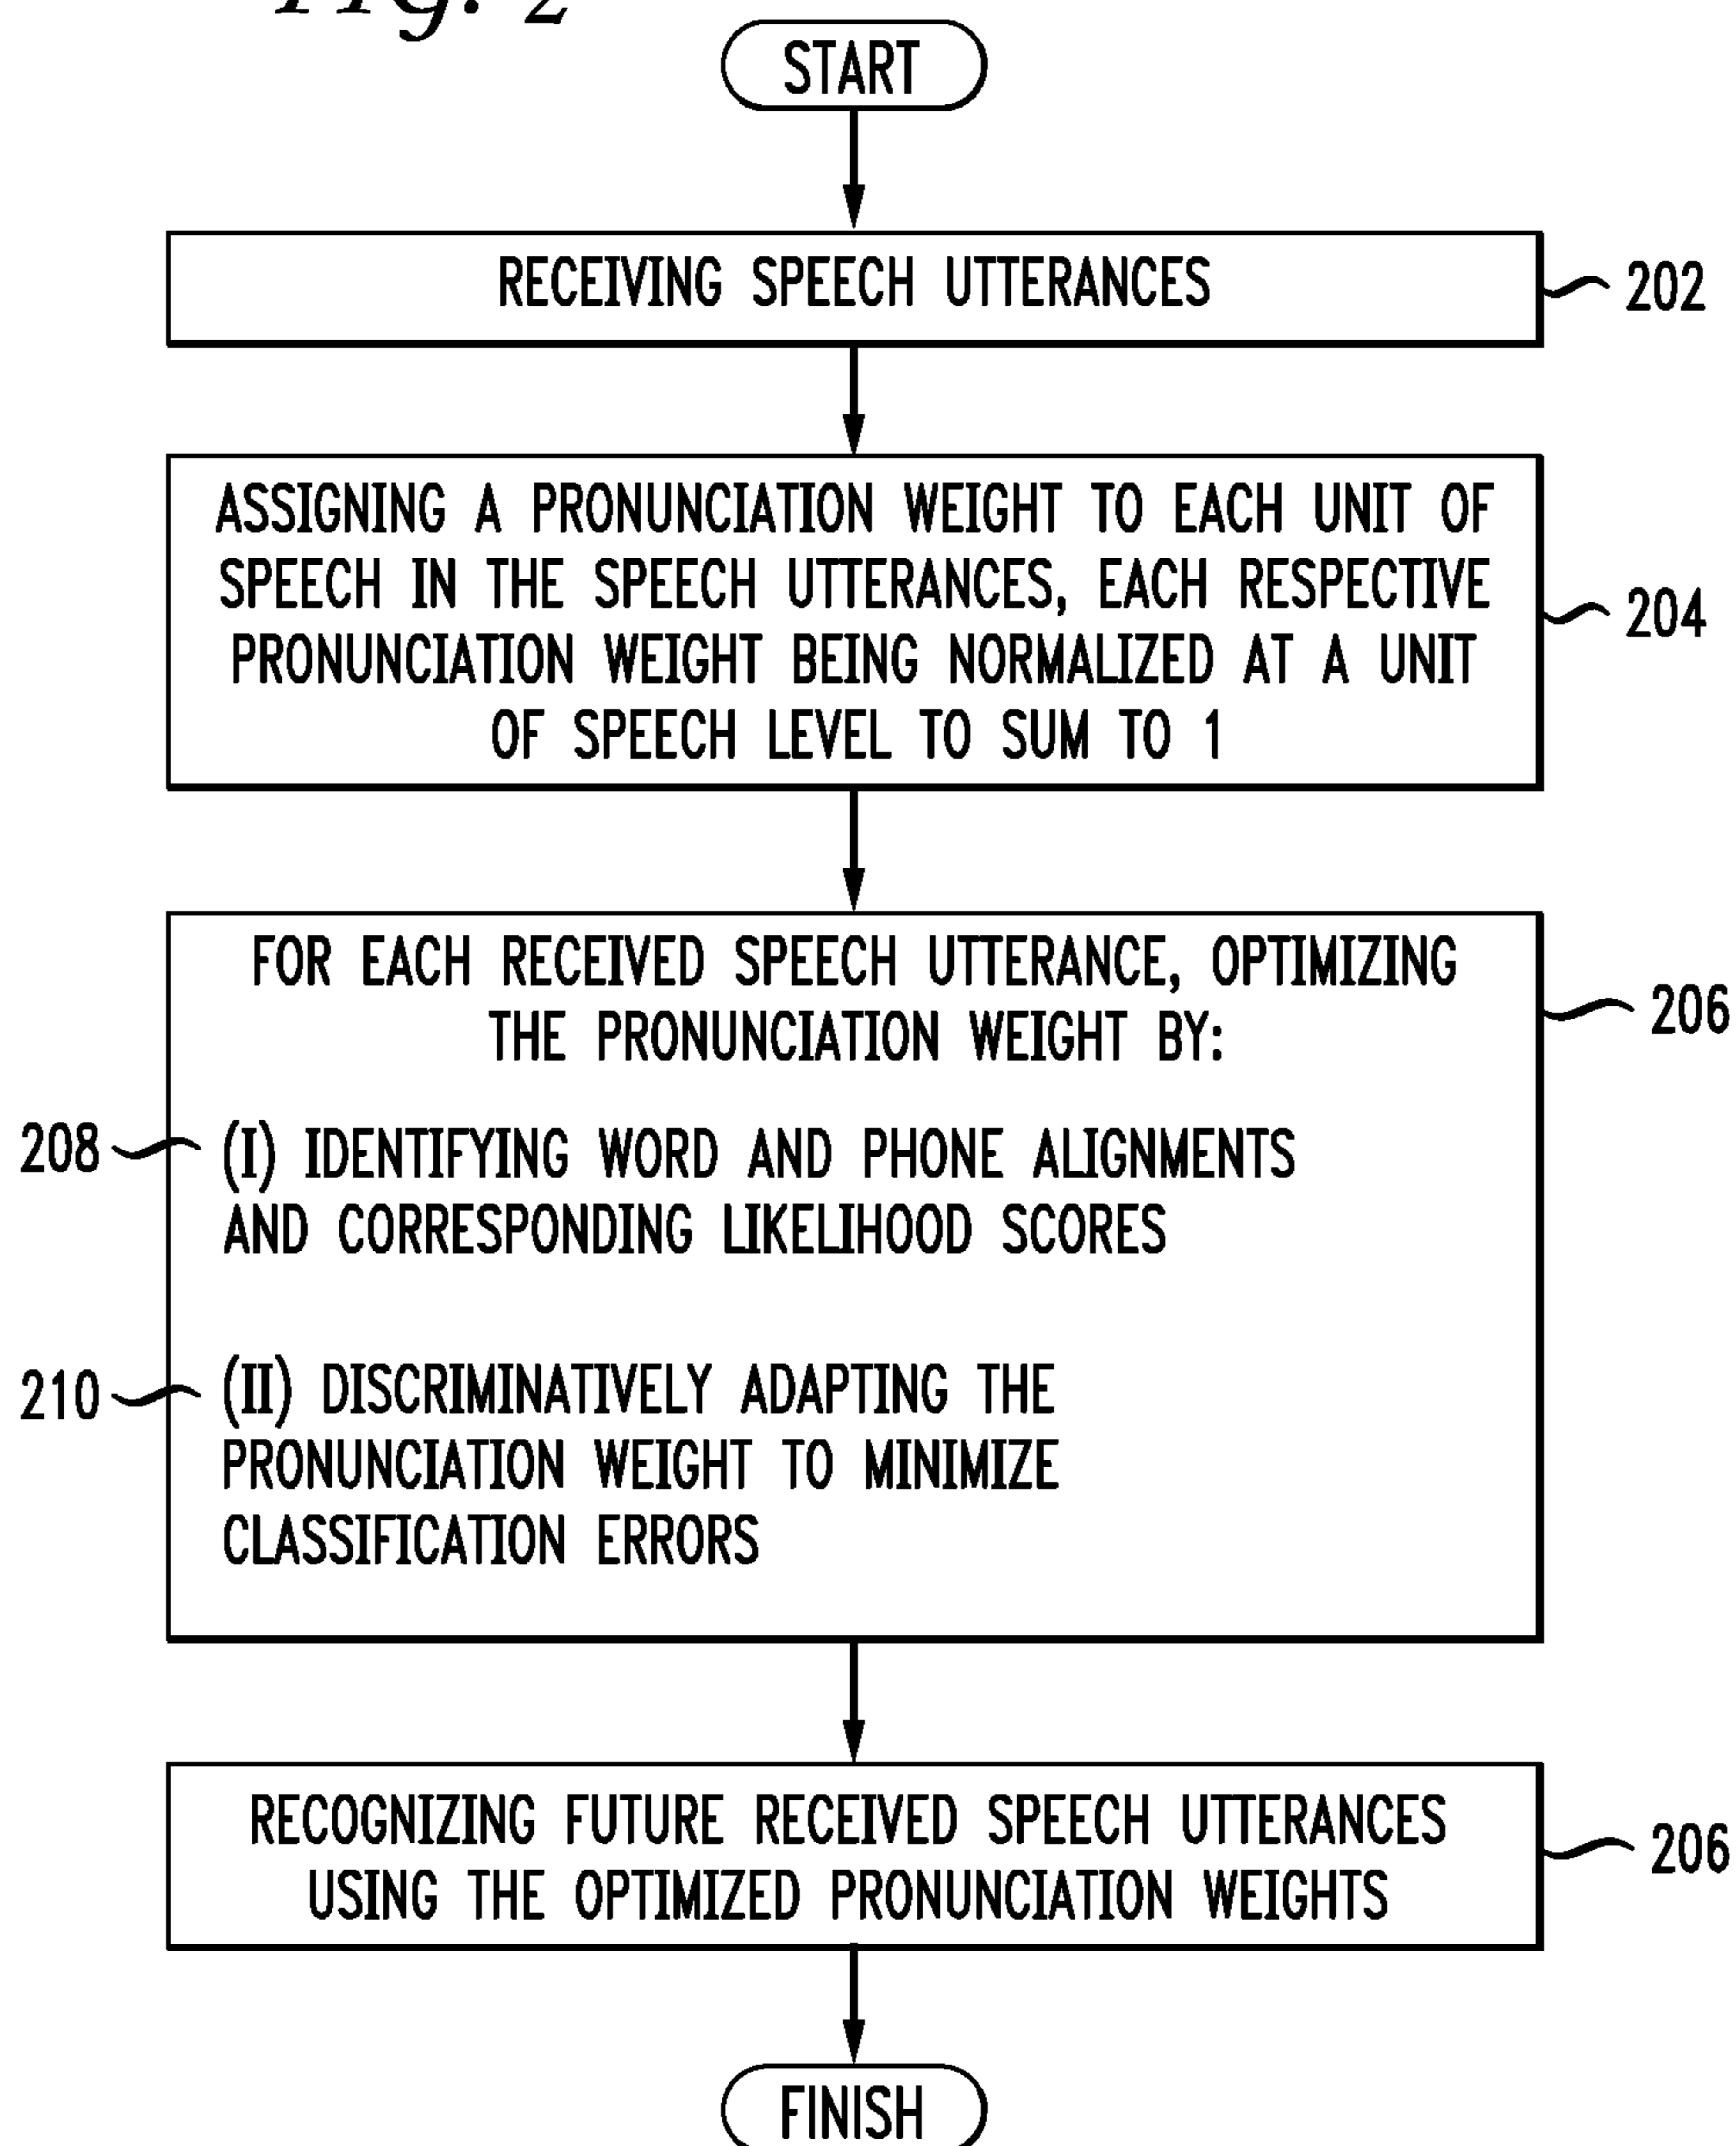 FIG. 2
START
RECEIVING SPEECH UTTERANCES
202
ASSIGNING A PRONUNCIATION WEIGHT TO EACH UNIT OF
SPEECH IN THE SPEECH UTTERANCES, EACH RESPECTIVE
PRONUNCIATION WEIGHT BEING NORMALIZED AT A UNIT
OF SPEECH LEVEL TO SUM TO 1
204
FOR EACH RECEIVED SPEECH UTTERANCE, OPTIMIZING
THE PRONUNCIATION WEIGHT BY:
206
208
(I) IDENTIFYING WORD AND PHONE ALIGNMENTS
AND CORRESPONDING LIKELIHOOD SCORES
210
(II) DISCRIMINATIVELY ADAPTING THE
PRONUNCIATION WEIGHT TO MINIMIZE
CLASSIFICATION ERRORS
RECOGNIZING FUTURE RECEIVED SPEECH UTTERANCES
USING THE OPTIMIZED PRONUNCIATION WEIGHTS
206
FINISH